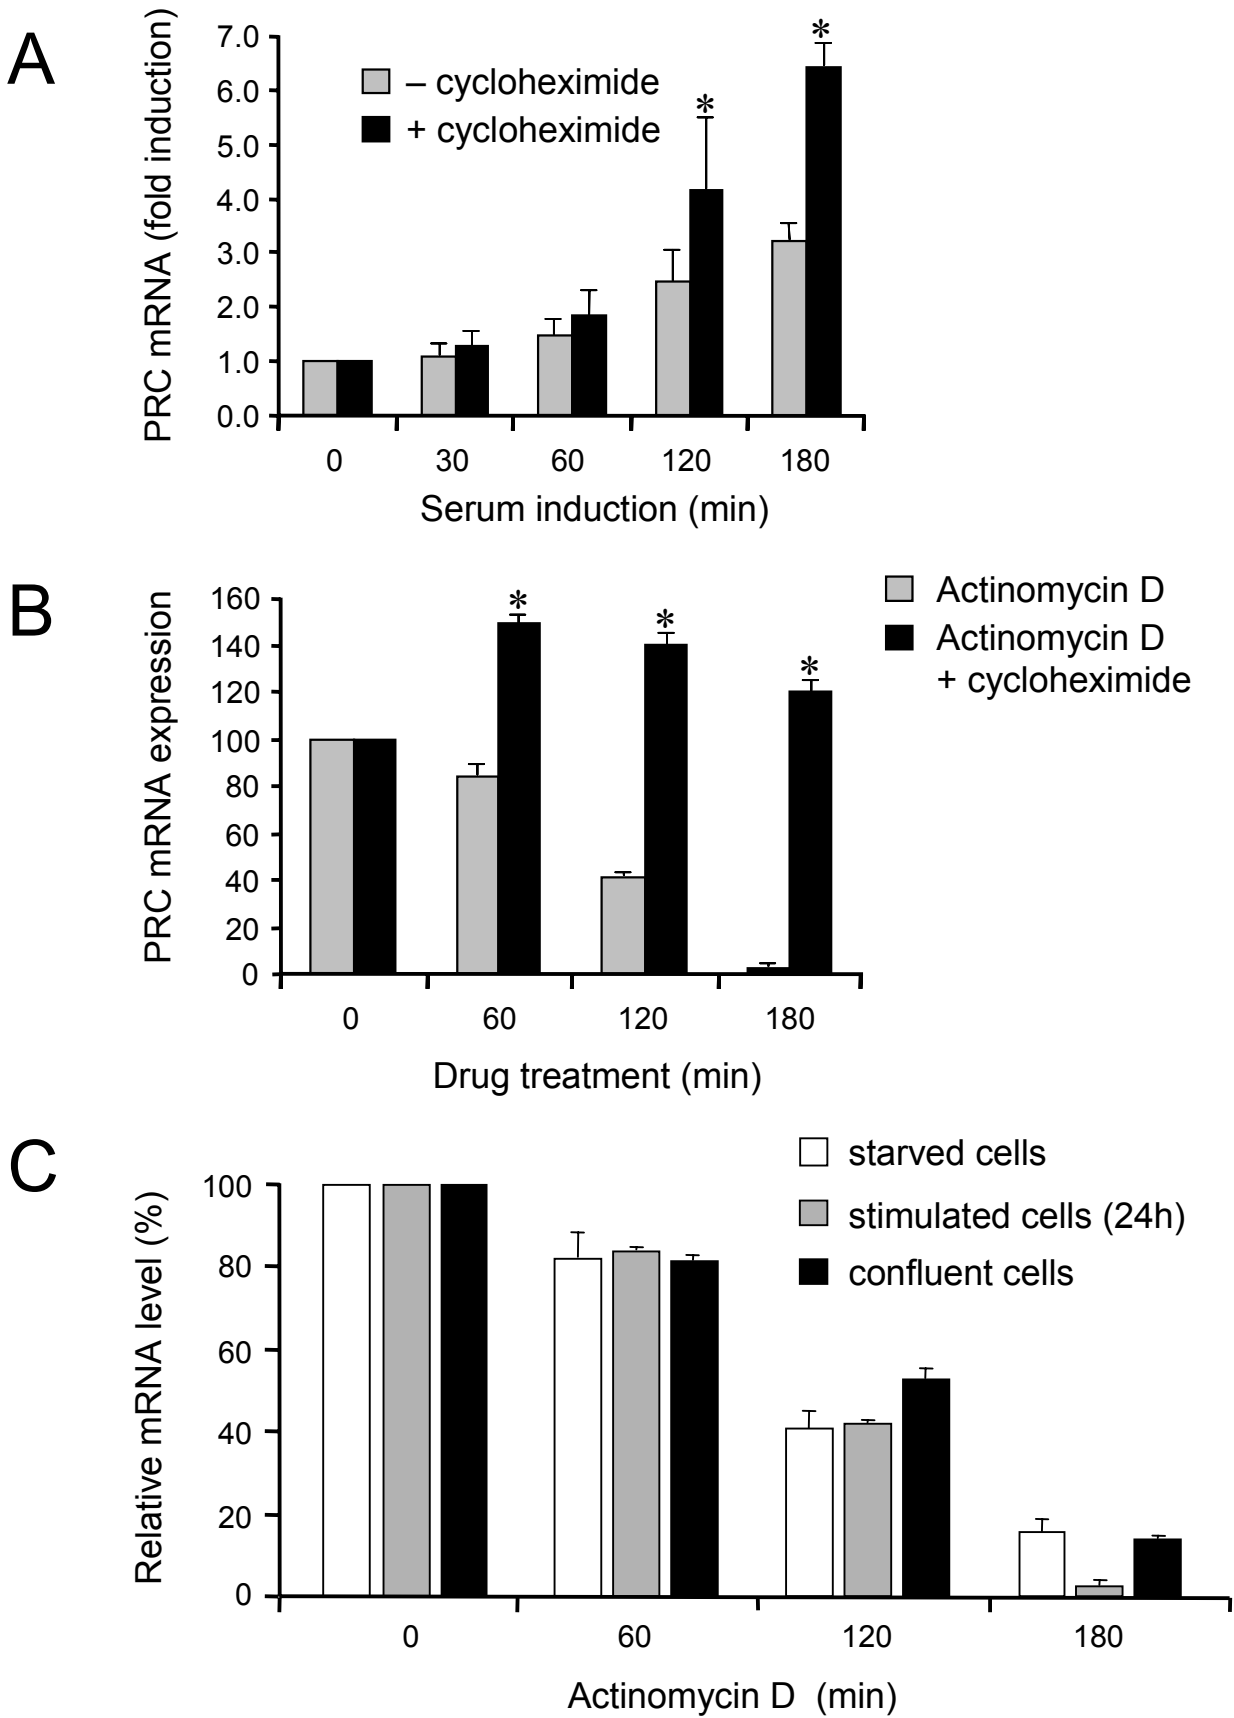 A
PRC mRNA (fold induction)
7.0
6.0
5.0
4.0
3.0
2.0
1.0
0.0
– cycloheximide
+ cycloheximide
*
*
0 30 60 120 180
Serum induction (min)
B
PRC mRNA expression
160
140
120
100
80
60
40
20
0
Actinomycin D
Actinomycin D
+ cycloheximide
*
*
*
0 60 120 180
Drug treatment (min)
C
Relative mRNA level (%)
100
80
60
40
20
0
starved cells
stimulated cells (24h)
confluent cells
0 60 120 180
Actinomycin D (min)